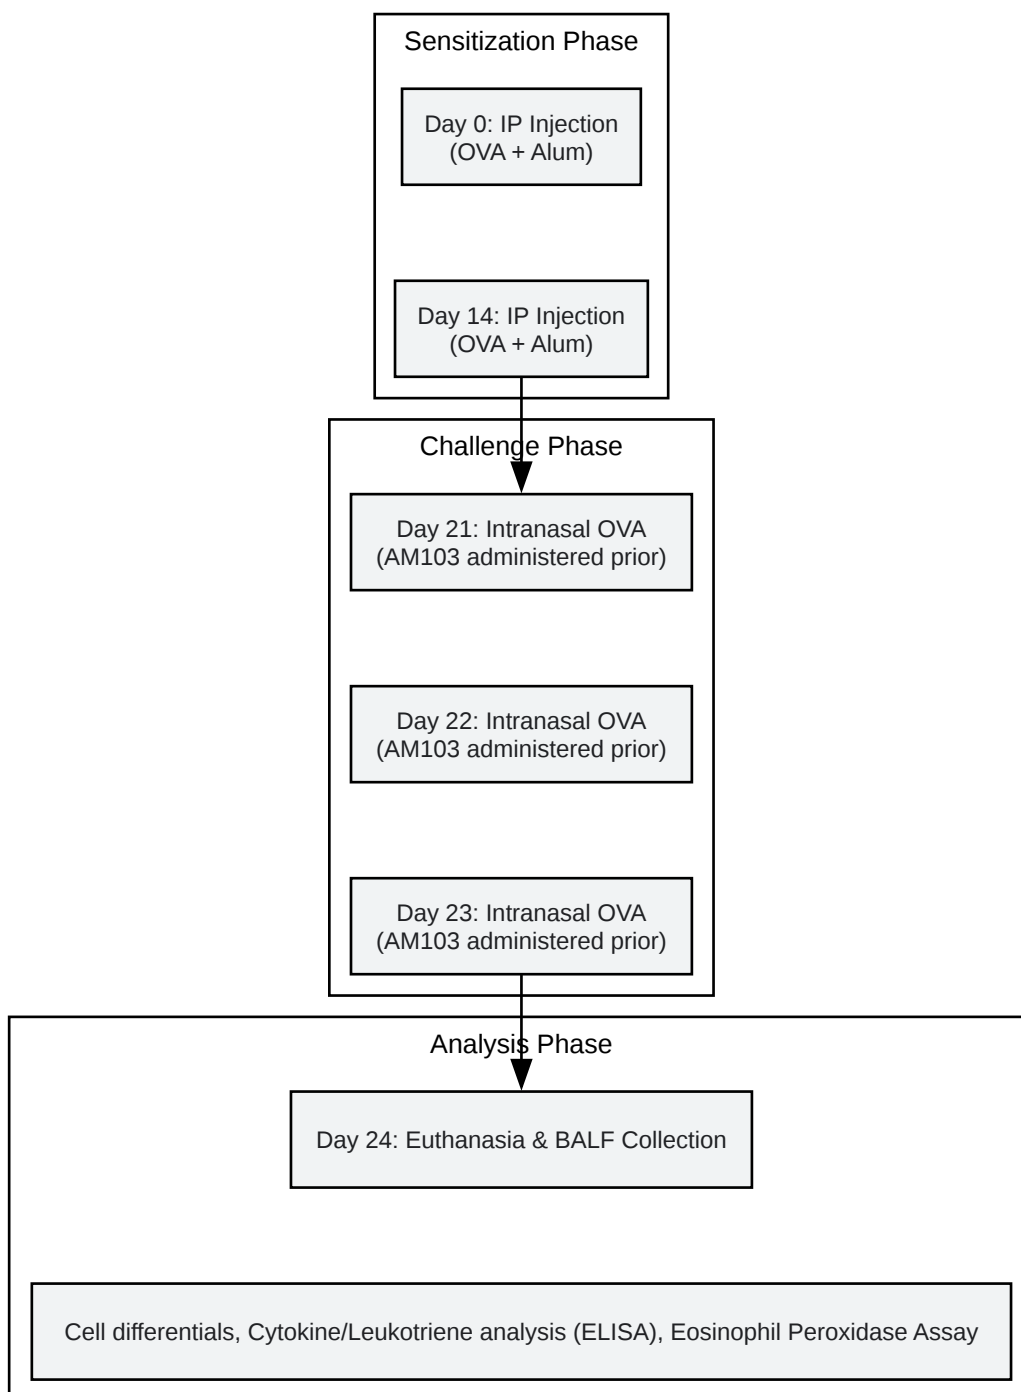 Sensitization Phase
Day 0: IP Injection
(OVA + Alum)
Day 14: IP Injection
(OVA + Alum)
Challenge Phase
Day 21: Intranasal OVA
(AM103 administered prior)
Day 22: Intranasal OVA
(AM103 administered prior)
Day 23: Intranasal OVA
(AM103 administered prior)
Analysis Phase
Day 24: Euthanasia & BALF Collection
Cell differentials, Cytokine/Leukotriene analysis (ELISA), Eosinophil Peroxidase Assay